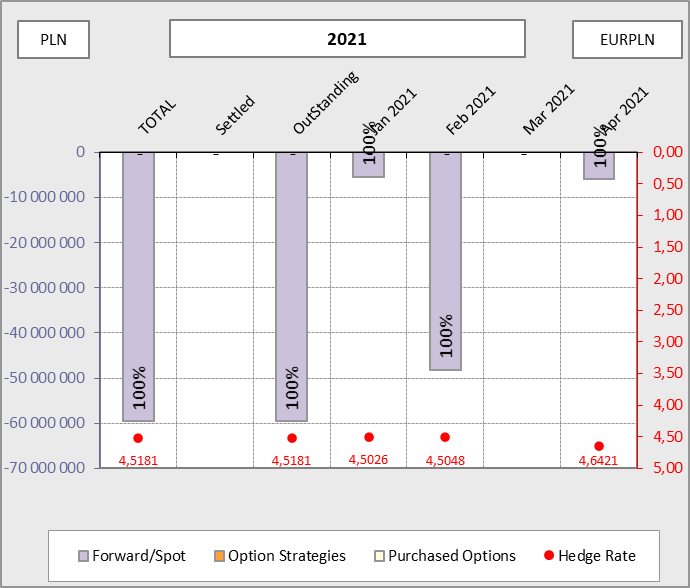 PLN 2021 EURPLN
TOTAL Settled OutStanding Jan 2021 Feb 2021 Mar 2021 Apr 2021
0 - - - - - 0,00
100% 100%
-10 000 000 0,50
1,00
-20 000 000 1,50
2,00
-30 000 000 2,50
-40 000 000 3,00
100%
-50 000 000 3,50
100% 100%
-60 000 000 4,00
4,50
4,5181 4,5181 4,5026 4,5048 4,6421
-70 000 000 5,00
Forward/Spot Option Strategies Purchased Options Hedge Rate